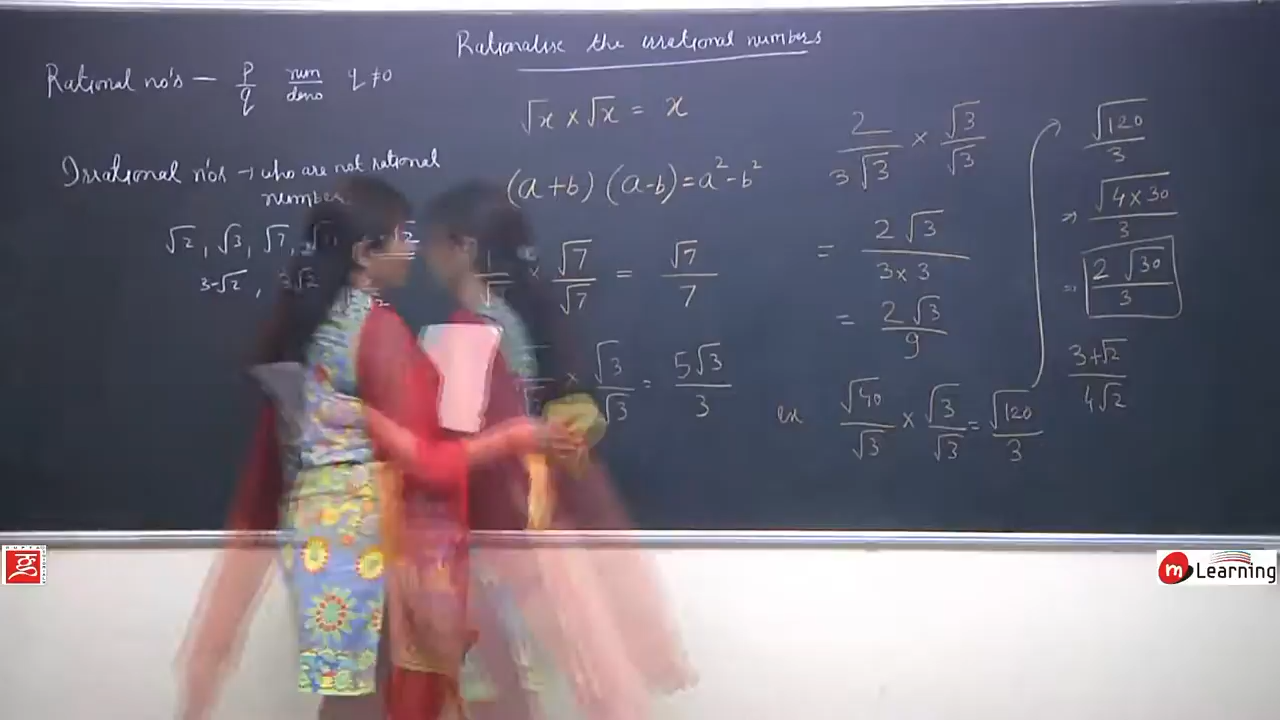 Rationalise the irrational numbers
Rational no's — p/q num/deno q ≠ 0
√x × √x = x
Irrational no's → who are not rational
number
√2, √3, √7,
3-√2,
(a+b) (a-b) = a² - b²
× √7/√7 = √7/7
× √3/√3 = 5√3/3
2/3√3 × √3/√3
= 2√3/3×3
= 2√3/9
ex √40/√3 × √3/√3 = √120/3
√120/3
⇒ √4×30/3
⇒ 2√30/3
3+√2/4√2
GUPTA
m Learning